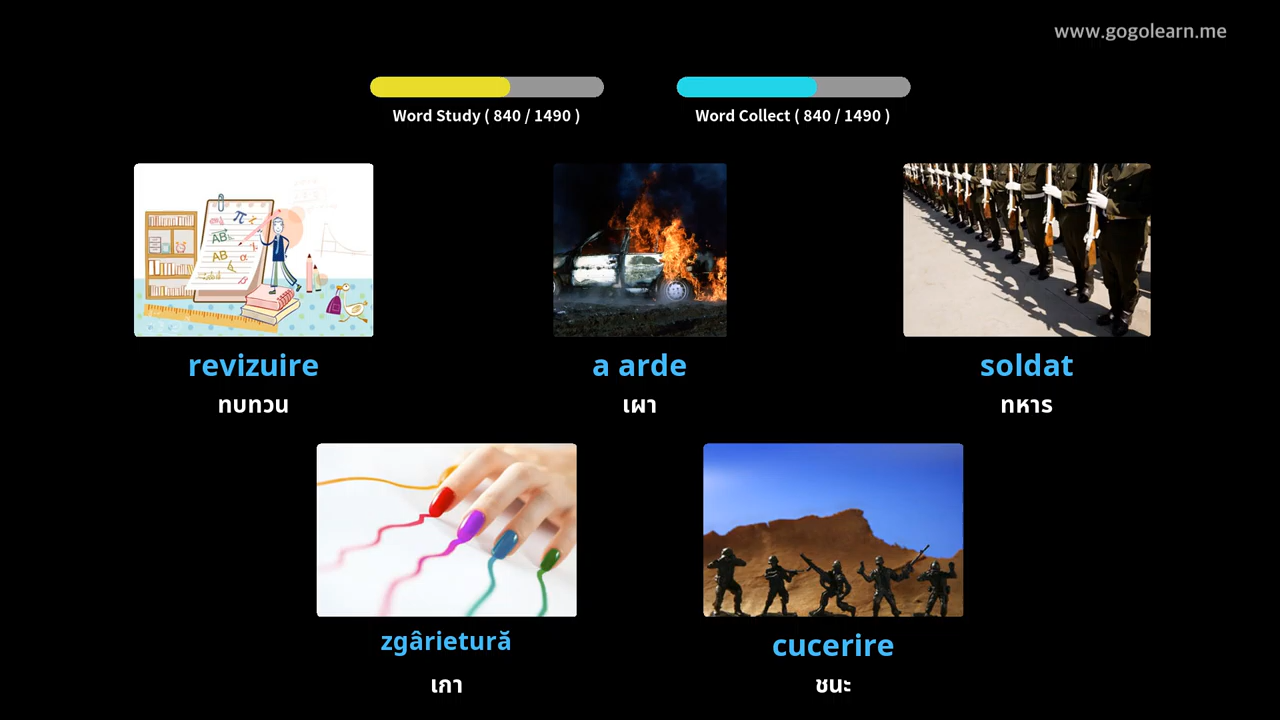 www.gogolearn.me
Word Study ( 840 / 1490 )
Word Collect ( 840 / 1490 )
revizuire
ทบทวน
a arde
เผา
soldat
ทหาร
zgârietură
เกา
cucerire
ชนะ